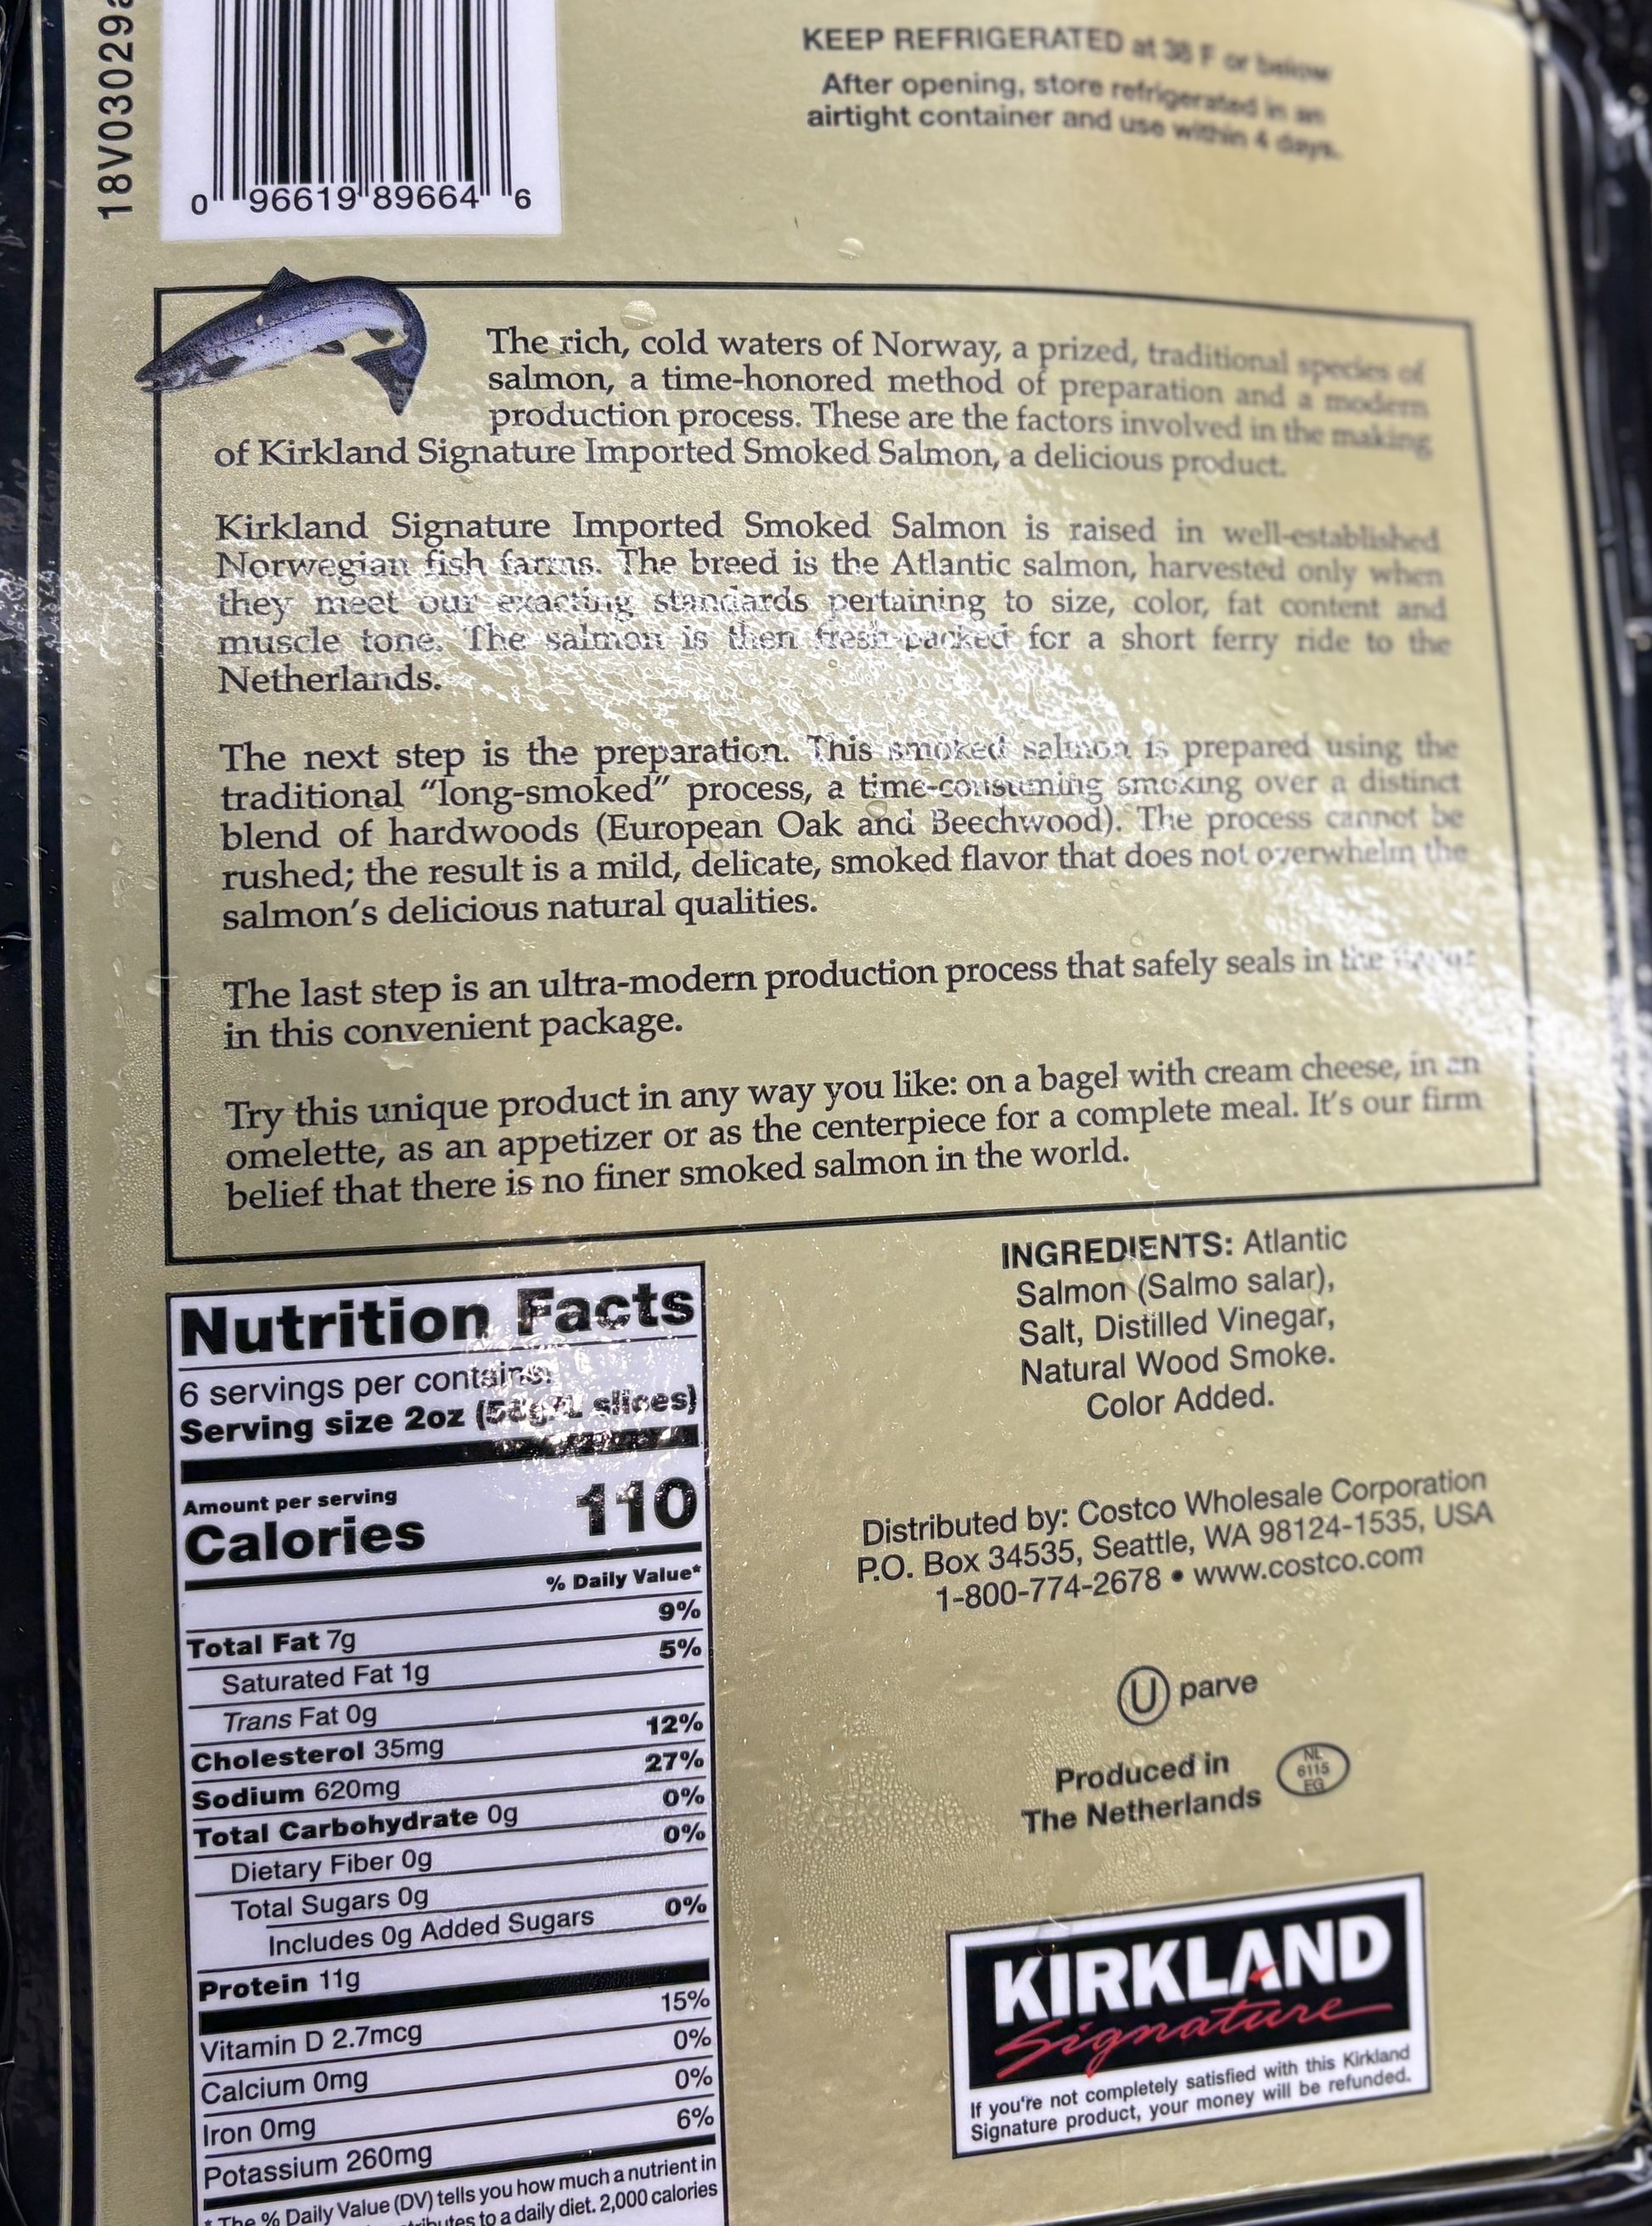 18V03029
0 96619 89664 6
KEEP REFRIGERATED at 38 F or below
After opening, store refrigerated in an
airtight container and use within 4 days.
The rich, cold waters of Norway, a prized, traditional species of
salmon, a time-honored method of preparation and a modern
production process. These are the factors involved in the making
of Kirkland Signature Imported Smoked Salmon, a delicious product.
Kirkland Signature Imported Smoked Salmon is raised in well-established
Norwegian fish farms. The breed is the Atlantic salmon, harvested only when
they meet our exacting standards pertaining to size, color, fat content and
muscle tone. The salmon is then fresh-packed for a short ferry ride to the
Netherlands.
The next step is the preparation. This smoked salmon is prepared using the
traditional “long-smoked” process, a time-consuming smoking over a distinct
blend of hardwoods (European Oak and Beechwood). The process cannot be
rushed; the result is a mild, delicate, smoked flavor that does not overwhelm the
salmon's delicious natural qualities.
The last step is an ultra-modern production process that safely seals in the flavor
in this convenient package.
Try this unique product in any way you like: on a bagel with cream cheese, in an
omelette, as an appetizer or as the centerpiece for a complete meal. It's our firm
belief that there is no finer smoked salmon in the world.
Nutrition Facts
6 servings per container
Serving size 2oz slices)
Amount per serving
Calories 110
% Daily Value*
Total Fat 7g 9%
Saturated Fat 1g 5%
Trans Fat 0g
Cholesterol 35mg 12%
Sodium 620mg 27%
Total Carbohydrate 0g 0%
Dietary Fiber 0g 0%
Total Sugars 0g
Includes 0g Added Sugars 0%
Protein 11g
Vitamin D 2.7mcg 15%
Calcium 0mg 0%
Iron 0mg 0%
Potassium 260mg 6%
* The % Daily Value (DV) tells you how much a nutrient in
to a daily diet. 2,000 calories
INGREDIENTS: Atlantic
Salmon (Salmo salar),
Salt, Distilled Vinegar,
Natural Wood Smoke.
Color Added.
Distributed by: Costco Wholesale Corporation
P.O. Box 34535, Seattle, WA 98124-1535, USA
1-800-774-2678 • www.costco.com
U parve
Produced in
The Netherlands
NL
6115
EG
KIRKLAND
Signature
If you're not completely satisfied with this Kirkland
Signature product, your money will be refunded.